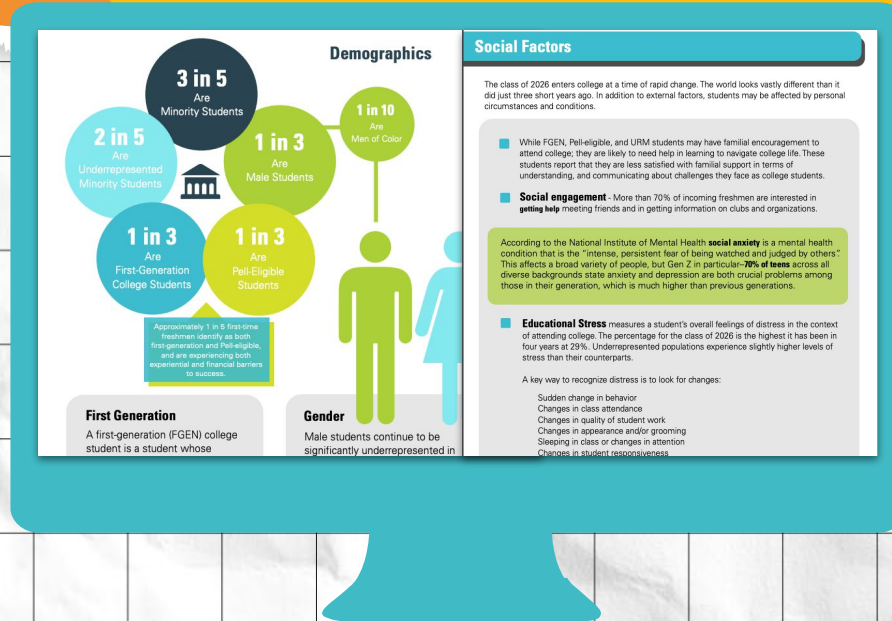 Demographics
3 in 5
Are
Minority Students
2 in 5
Are
Underrepresented
Minority Students
1 in 3
Are
Male Students
1 in 10
Are
Men of Color
1 in 3
Are
First-Generation
College Students
1 in 3
Are
Pell-Eligible
Students
Approximately 1 in 5 first-time
freshmen identify as both
first-generation and Pell-eligible,
and are experiencing both
experiential and financial barriers
to success.
First Generation
A first-generation (FGEN) college
student is a student whose
Gender
Male students continue to be
significantly underrepresented in
Social Factors
The class of 2026 enters college at a time of rapid change. The world looks vastly different than it
did just three short years ago. In addition to external factors, students may be affected by personal
circumstances and conditions.
While FGEN, Pell-eligible, and URM students may have familial encouragement to
attend college; they are likely to need help in learning to navigate college life. These
students report that they are less satisfied with familial support in terms of
understanding, and communicating about challenges they face as college students.
Social engagement - More than 70% of incoming freshmen are interested in
getting help meeting friends and in getting information on clubs and organizations.
According to the National Institute of Mental Health social anxiety is a mental health
condition that is the “intense, persistent fear of being watched and judged by others”.
This affects a broad variety of people, but Gen Z in particular–70% of teens across all
diverse backgrounds state anxiety and depression are both crucial problems among
those in their generation, which is much higher than previous generations.
Educational Stress measures a student's overall feelings of distress in the context
of attending college. The percentage for the class of 2026 is the highest it has been in
four years at 29%. Underrepresented populations experience slightly higher levels of
stress than their counterparts.
A key way to recognize distress is to look for changes:
Sudden change in behavior
Changes in class attendance
Changes in quality of student work
Changes in appearance and/or grooming
Sleeping in class or changes in attention
Changes in student responsiveness